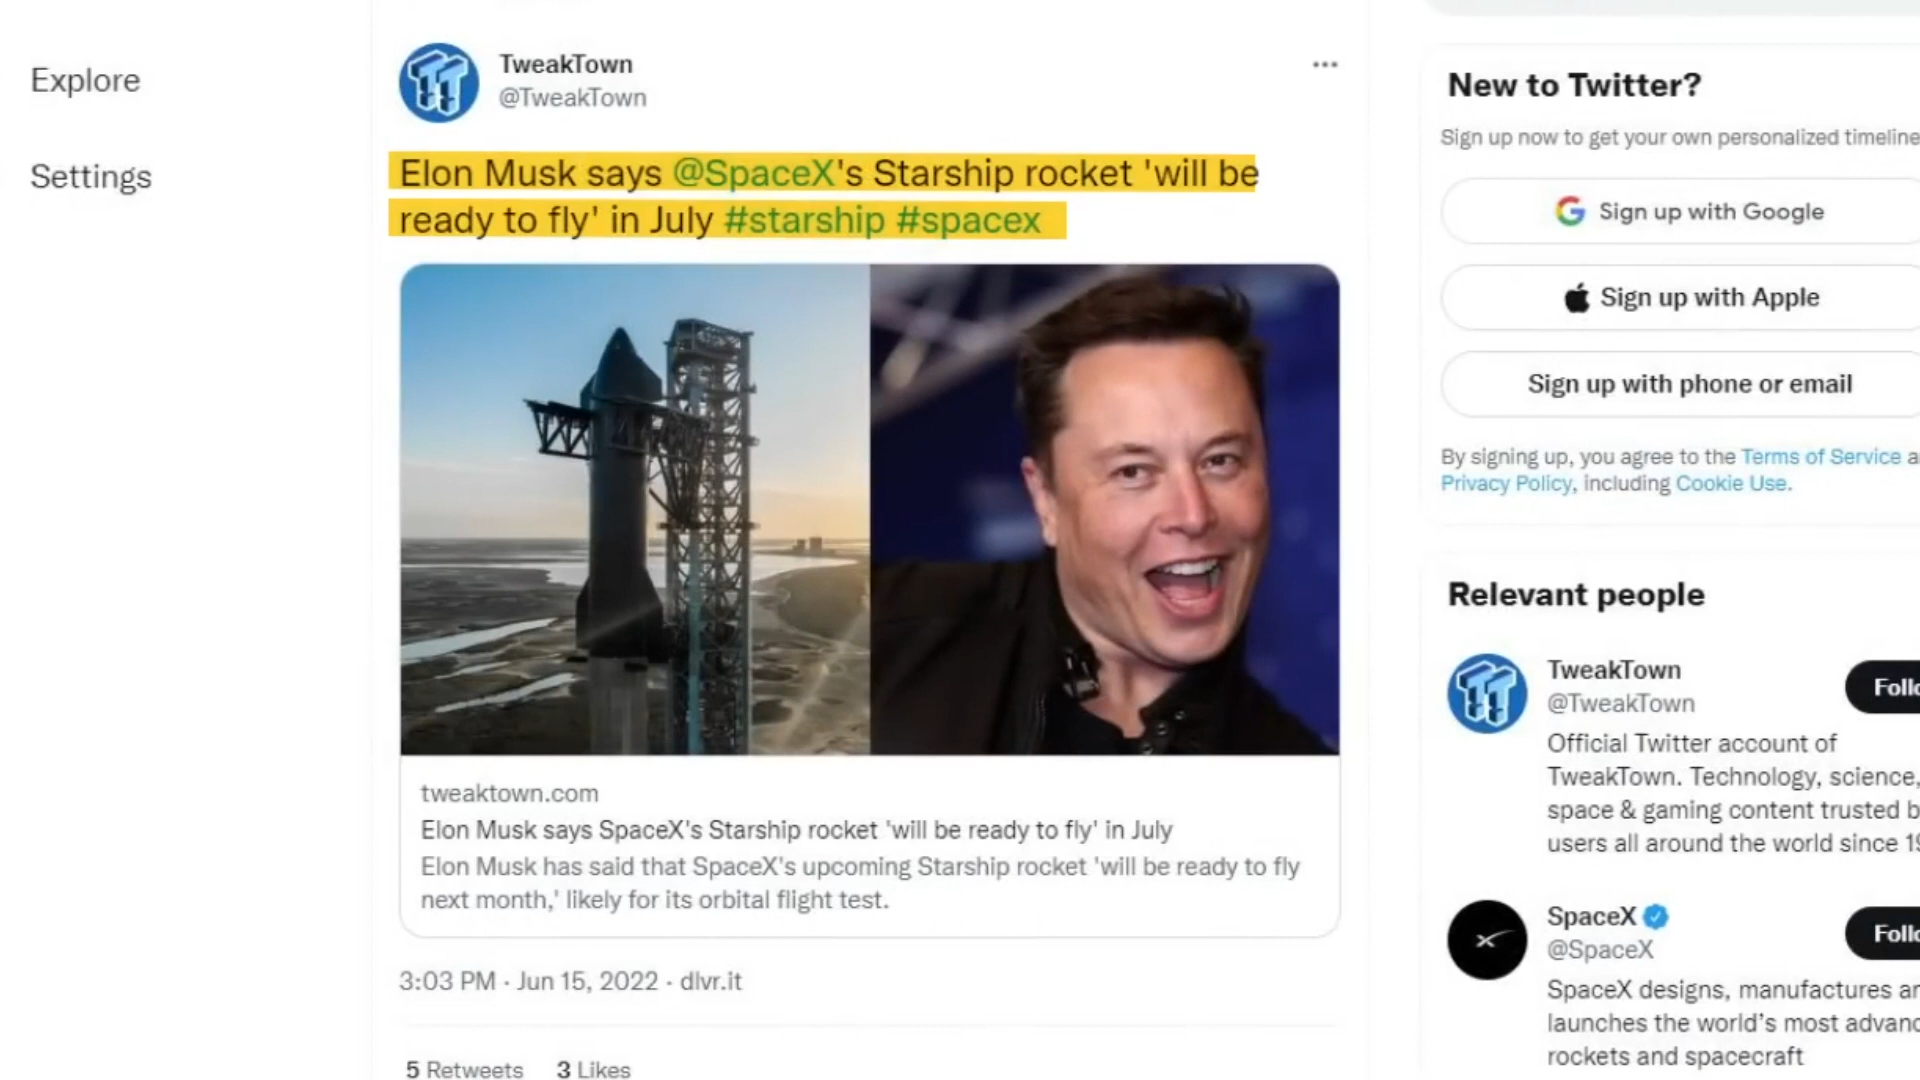 Explore
Settings
TweakTown
@TweakTown
Elon Musk says @SpaceX's Starship rocket 'will be
ready to fly' in July #starship #spacex
tweaktown.com
Elon Musk says SpaceX's Starship rocket 'will be ready to fly' in July
Elon Musk has said that SpaceX's upcoming Starship rocket 'will be ready to fly
next month,' likely for its orbital flight test.
3:03 PM · Jun 15, 2022 · dlvr.it
5 Retweets 3 Likes
New to Twitter?
Sign up now to get your own personalized timeline
Sign up with Google
Sign up with Apple
Sign up with phone or email
By signing up, you agree to the Terms of Service
Privacy Policy, including Cookie Use.
Relevant people
TweakTown
@TweakTown
Official Twitter account of
TweakTown. Technology, science,
space & gaming content trusted
users all around the world since
SpaceX
@SpaceX
SpaceX designs, manufactures
launches the world’s most
rockets and spacecraft